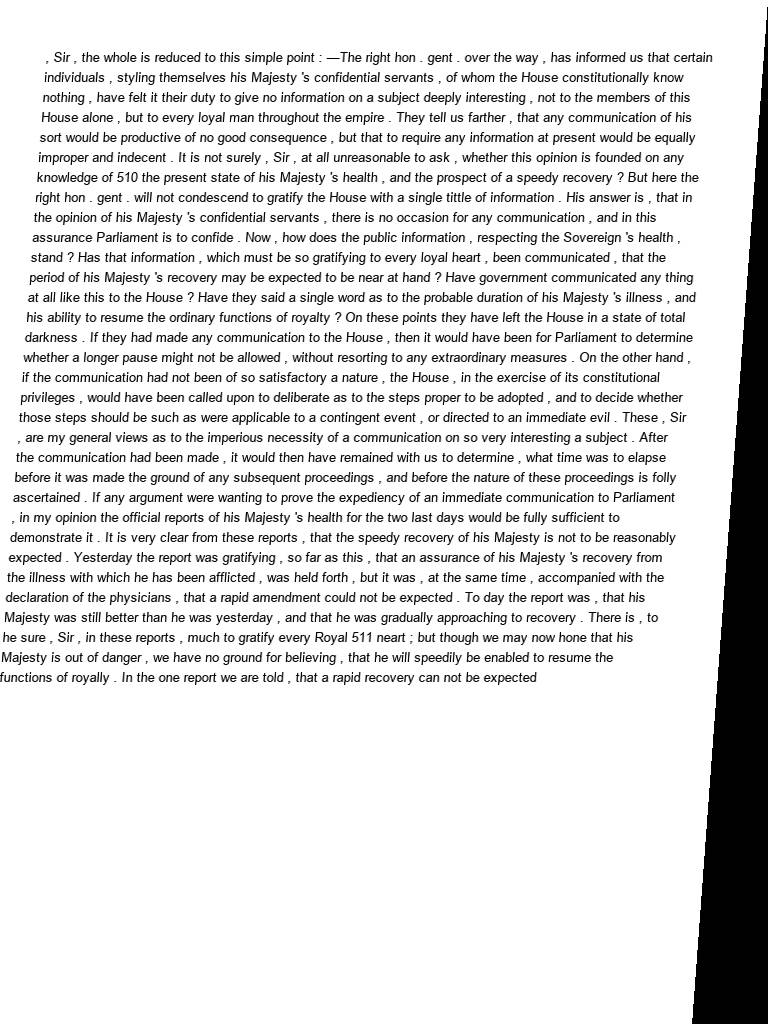 , Sir , the whole is reduced to this simple point : —The right hon . gent . over the way , has informed us that certain
individuals , styling themselves his Majesty 's confidential servants , of whom the House constitutionally know
nothing , have felt it their duty to give no information on a subject deeply interesting , not to the members of this
House alone , but to every loyal man throughout the empire . They tell us farther , that any communication of his
sort would be productive of no good consequence , but that to require any information at present would be equally
improper and indecent . It is not surely , Sir , at all unreasonable to ask , whether this opinion is founded on any
knowledge of 510 the present state of his Majesty 's health , and the prospect of a speedy recovery ? But here the
right hon . gent . will not condescend to gratify the House with a single tittle of information . His answer is , that in
the opinion of his Majesty 's confidential servants , there is no occasion for any communication , and in this
assurance Parliament is to confide . Now , how does the public information , respecting the Sovereign 's health ,
stand ? Has that information , which must be so gratifying to every loyal heart , been communicated , that the
period of his Majesty 's recovery may be expected to be near at hand ? Have government communicated any thing
at all like this to the House ? Have they said a single word as to the probable duration of his Majesty 's illness , and
his ability to resume the ordinary functions of royalty ? On these points they have left the House in a state of total
darkness . If they had made any communication to the House , then it would have been for Parliament to determine
whether a longer pause might not be allowed , without resorting to any extraordinary measures . On the other hand ,
if the communication had not been of so satisfactory a nature , the House , in the exercise of its constitutional
privileges , would have been called upon to deliberate as to the steps proper to be adopted , and to decide whether
those steps should be such as were applicable to a contingent event , or directed to an immediate evil . These , Sir
, are my general views as to the imperious necessity of a communication on so very interesting a subject . After
the communication had been made , it would then have remained with us to determine , what time was to elapse
before it was made the ground of any subsequent proceedings , and before the nature of these proceedings is folly
ascertained . If any argument were wanting to prove the expediency of an immediate communication to Parliament
, in my opinion the official reports of his Majesty 's health for the two last days would be fully sufficient to
demonstrate it . It is very clear from these reports , that the speedy recovery of his Majesty is not to be reasonably
expected . Yesterday the report was gratifying , so far as this , that an assurance of his Majesty 's recovery from
the illness with which he has been afflicted , was held forth , but it was , at the same time , accompanied with the
declaration of the physicians , that a rapid amendment could not be expected . To day the report was , that his
Majesty was still better than he was yesterday , and that he was gradually approaching to recovery . There is , to
he sure , Sir , in these reports , much to gratify every Royal 511 neart ; but though we may now hone that his
Majesty is out of danger , we have no ground for believing , that he will speedily be enabled to resume the
functions of royally . In the one report we are told , that a rapid recovery can not be expected